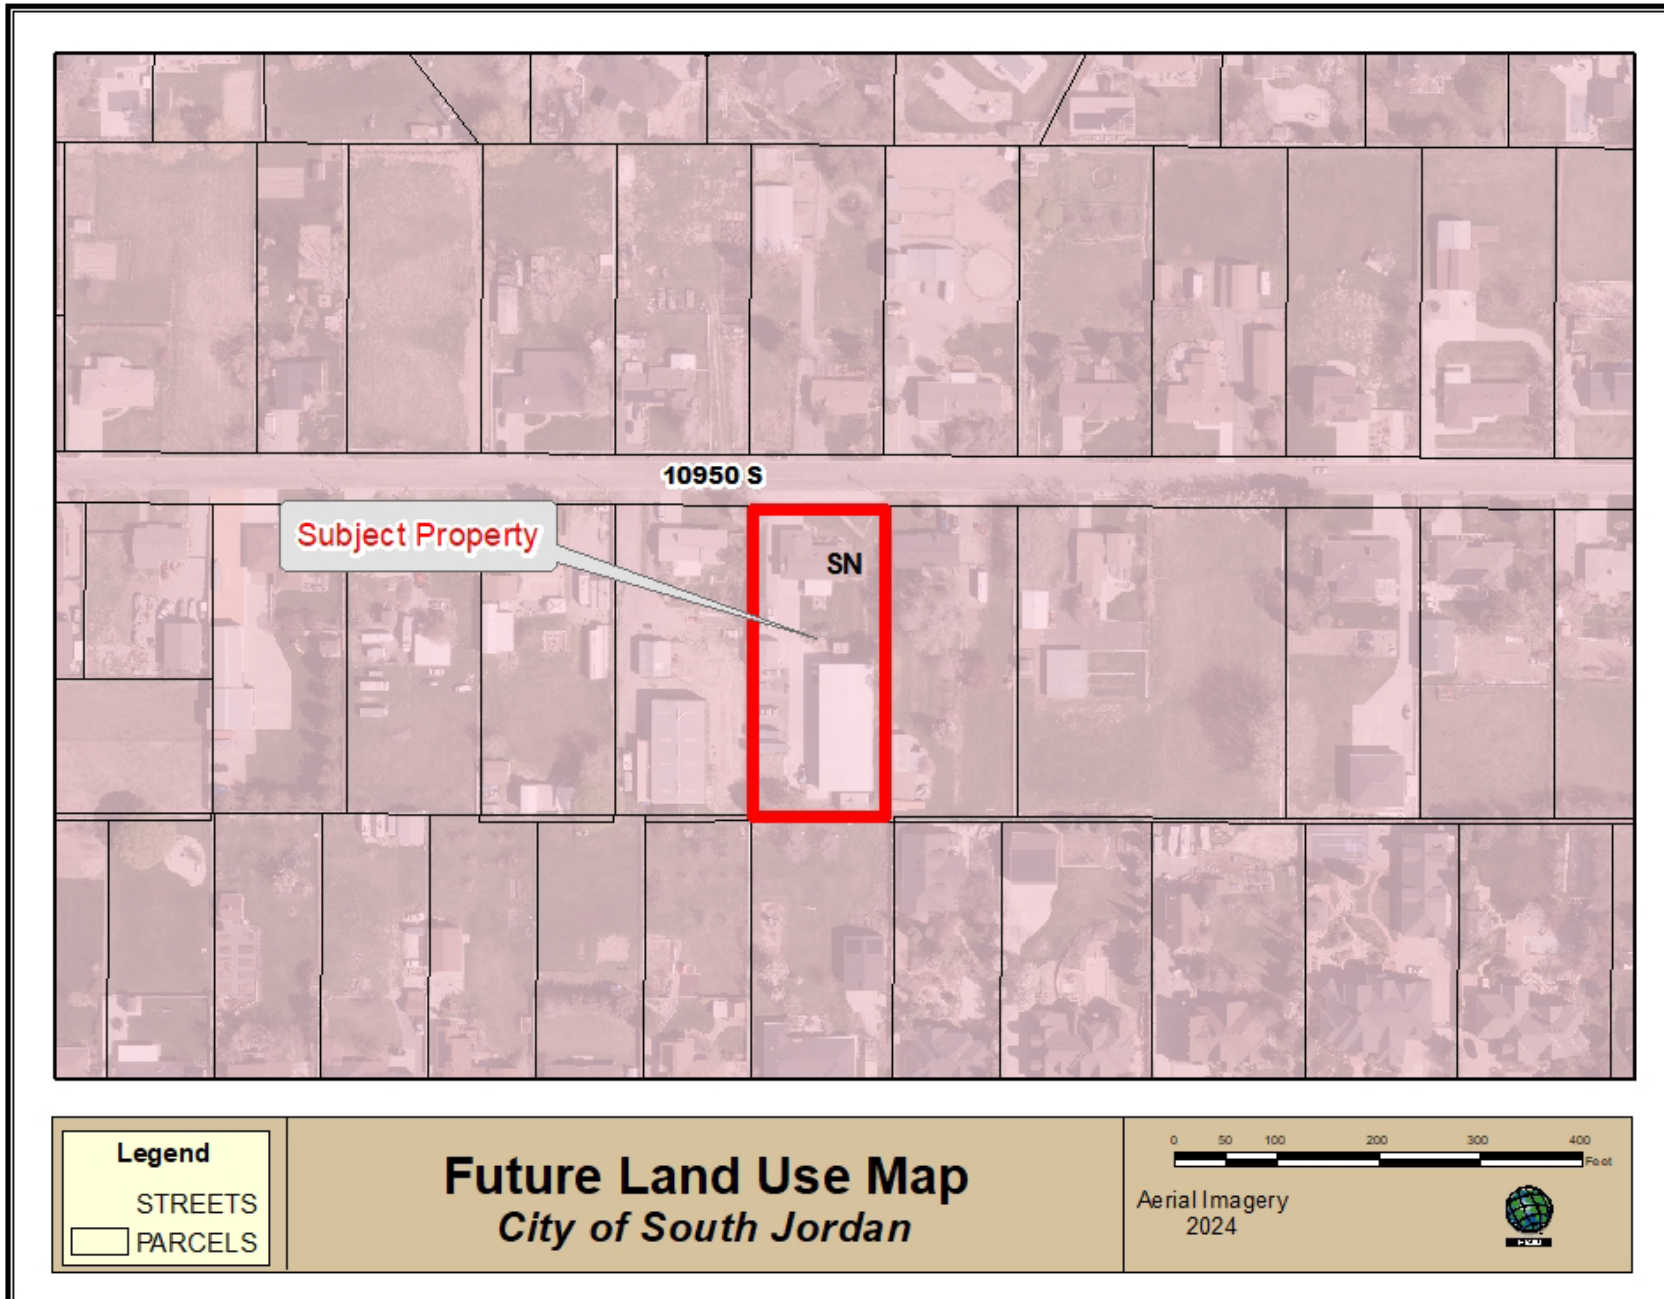 10950 S
Subject Property
SN
Legend
STREETS
PARCELS
Future Land Use Map
City of South Jordan
0 50 100 200 300 400
Feet
Aerial Imagery
2024